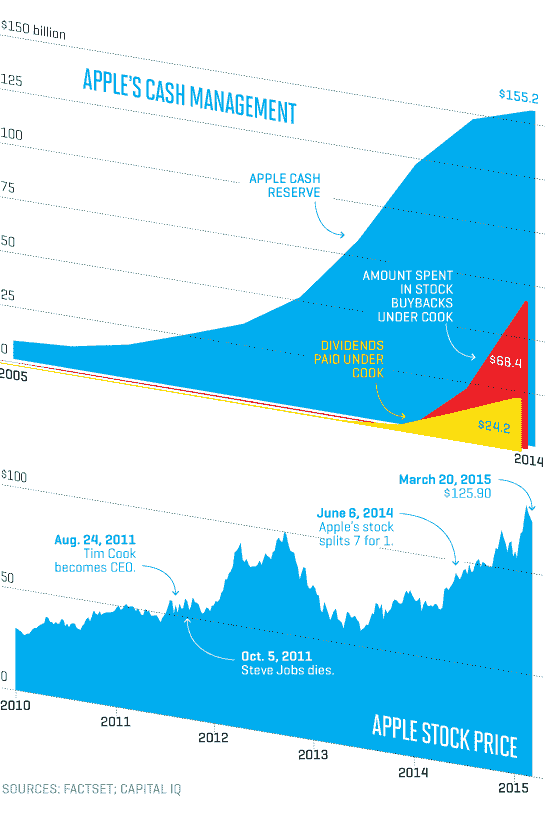 $150 billion
125
100
75
50
25
0
2005
2014
APPLE'S CASH MANAGEMENT
$155.2
APPLE CASH
RESERVE
AMOUNT SPENT
IN STOCK
BUYBACKS
UNDER COOK
$68.4
DIVIDENDS
PAID UNDER
COOK
$24.2
$100
50
0
2010
2011
2012
2013
2014
2015
Aug. 24, 2011
Tim Cook
becomes CEO.
Oct. 5, 2011
Steve Jobs dies.
June 6, 2014
Apple's stock
splits 7 for 1.
March 20, 2015
$125.90
APPLE STOCK PRICE
SOURCES: FACTSET; CAPITAL IQ